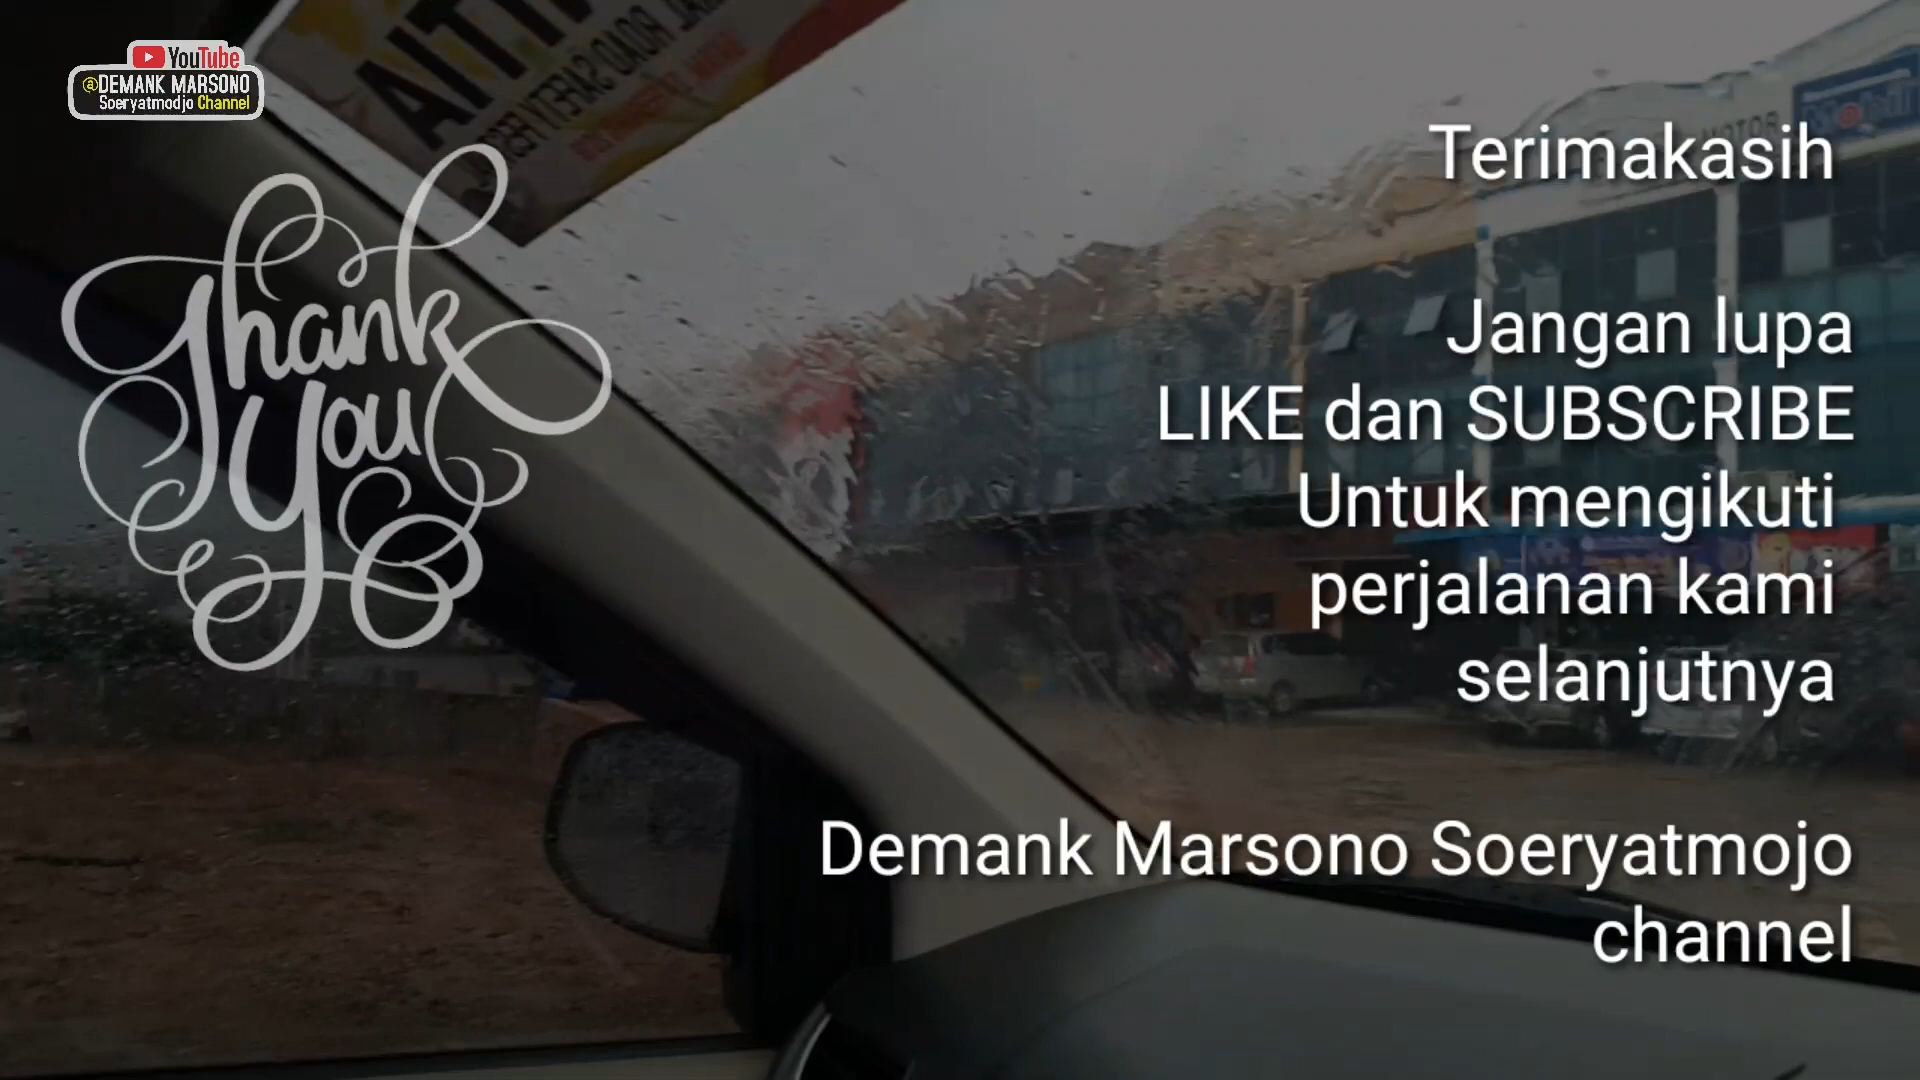 YouTube
@DEMANK MARSONO
Soeryatmodjo Channel
Thank
you
Terimakasih
Jangan lupa
LIKE dan SUBSCRIBE
Untuk mengikuti
perjalanan kami
selanjutnya
Demank Marsono Soeryatmojo
channel